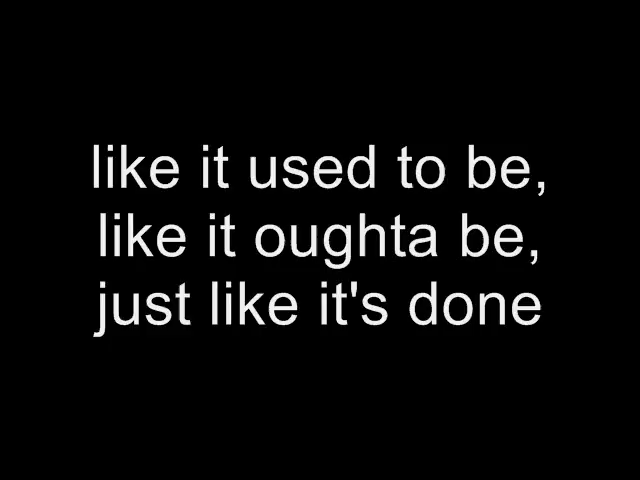 like it used to be,
like it oughta be,
just like it's done